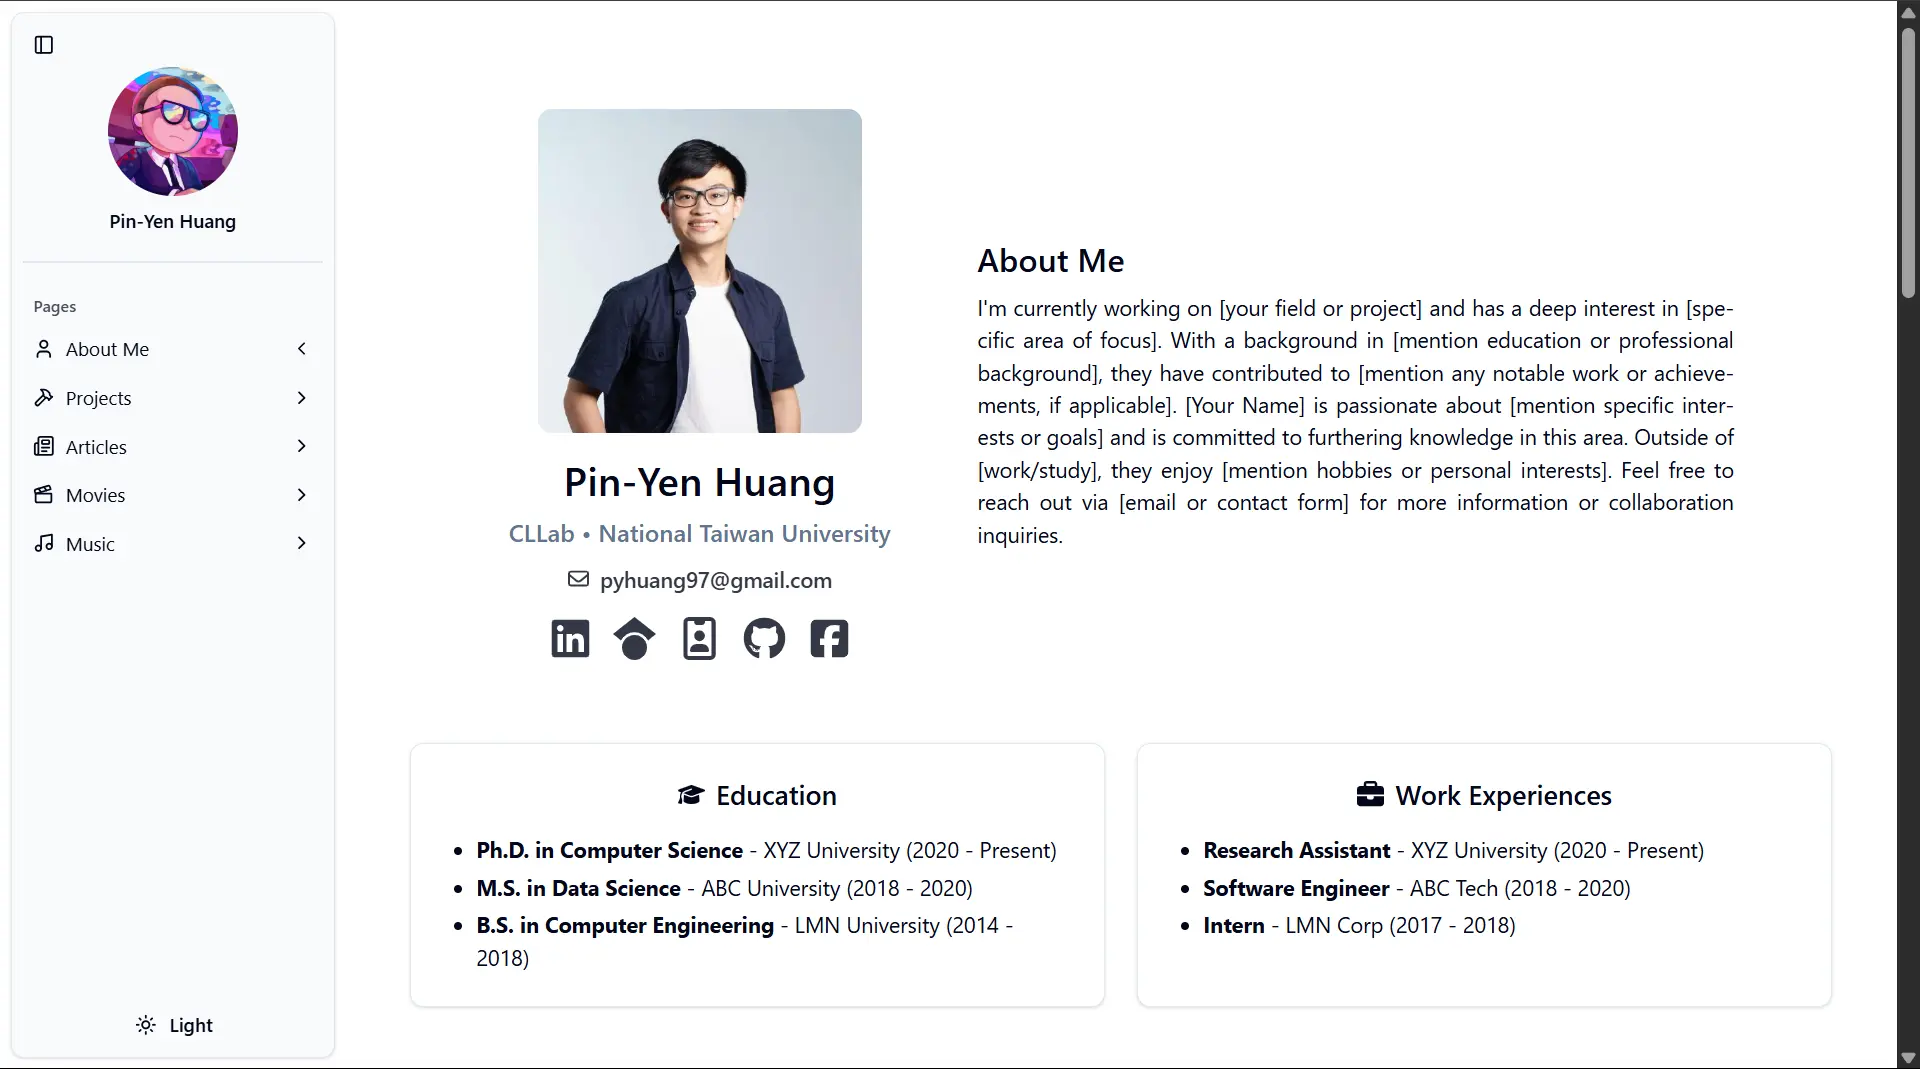 Pin-Yen Huang
Pages
About Me
Projects
Articles
Movies
Music
Light
Pin-Yen Huang
CLLab • National Taiwan University
pyhuang97@gmail.com
in
About Me
I'm currently working on [your field or project] and has a deep interest in [spe-
cific area of focus]. With a background in [mention education or professional
background], they have contributed to [mention any notable work or achieve-
ments, if applicable]. [Your Name] is passionate about [mention specific inter-
ests or goals] and is committed to furthering knowledge in this area. Outside of
[work/study], they enjoy [mention hobbies or personal interests]. Feel free to
reach out via [email or contact form] for more information or collaboration
inquiries.
Education
• Ph.D. in Computer Science - XYZ University (2020 - Present)
• M.S. in Data Science - ABC University (2018 - 2020)
• B.S. in Computer Engineering - LMN University (2014 -
2018)
Work Experiences
• Research Assistant - XYZ University (2020 - Present)
• Software Engineer - ABC Tech (2018 - 2020)
• Intern - LMN Corp (2017 - 2018)